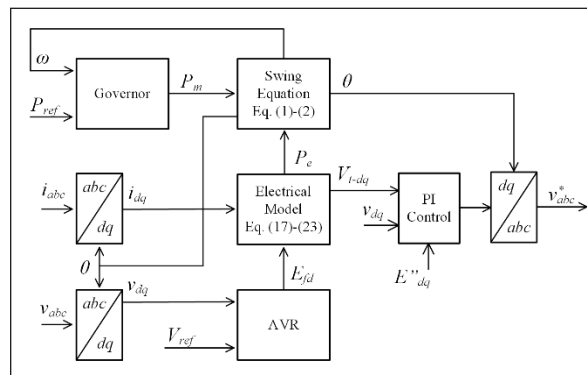 ω
P_ref
Governor
P_m
Swing
Equation
Eq. (1)-(2)
θ
P_e
i_abc
abc
dq
i_dq
Electrical
Model
Eq. (17)-(23)
V_t-dq
v_dq
PI
Control
E”_dq
dq
abc
v*_abc
θ
v_abc
abc
dq
v_dq
E_fd
V_ref
AVR